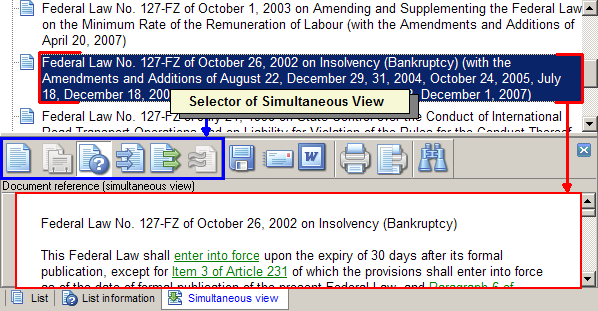 Federal Law No. 127-FZ of October 1, 2003 on Amending and Supplementing the Federal Law
on the Minimum Rate of the Remuneration of Labour (with the Amendments and Additions of
April 20, 2007)
Federal Law No. 127-FZ of October 26, 2002 on Insolvency (Bankruptcy) (with the
Amendments and Additions of August 22, December 29, 31, 2004, October 24, 2005, July
18, December 18, 200 2, December 1, 2007)
Selector of Simultaneous View
Federal Law No. 127-FZ of July on State Control over the Conduct of International
Road Transport Operations and on Liability for Violation of the Rules for the Conduct Thereof
W
Document reference (simultaneous view)
Federal Law No. 127-FZ of October 26, 2002 on Insolvency (Bankruptcy)
This Federal Law shall enter into force upon the expiry of 30 days after its formal
publication, except for Item 3 of Article 231 of which the provisions shall enter into force
as of the date of formal publication of the present Federal Law, and Paragraph 6 of
List List information Simultaneous view